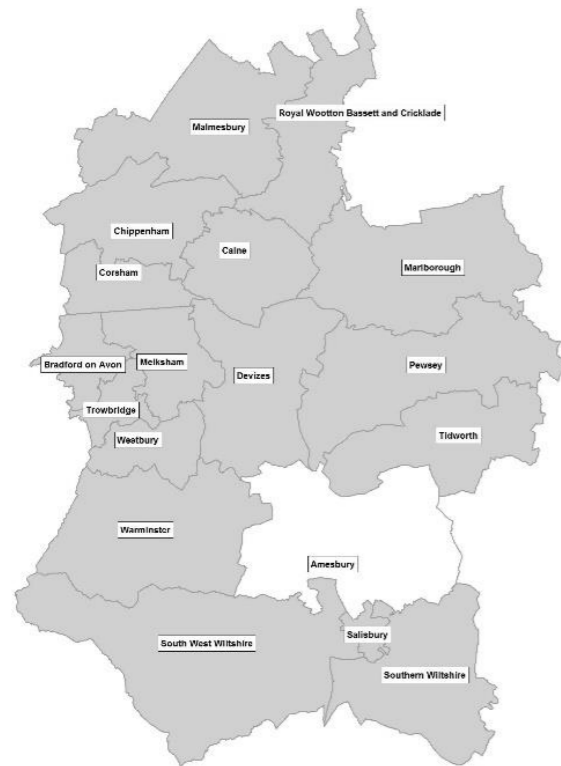 Royal Wootton Bassett and Cricklade
Malmesbury
Chippenham
Calne
Corsham
Marlborough
Bradford on Avon
Melksham
Devizes
Pewsey
Trowbridge
Westbury
Tidworth
Warminster
Amesbury
Salisbury
South West Wiltshire
Southern Wiltshire